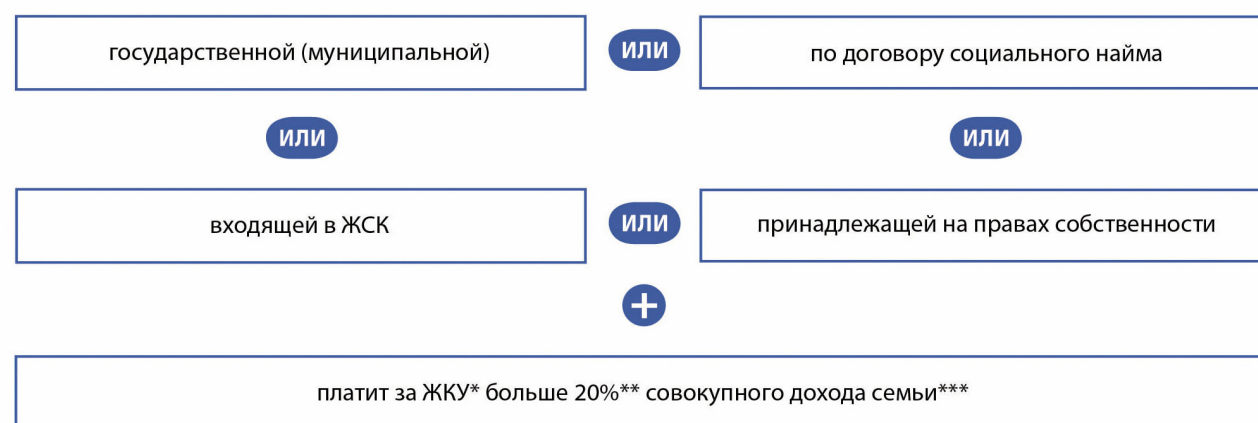 государственной (муниципальной)
ИЛИ
по договору социального найма
ИЛИ
ИЛИ
входящей в ЖСК
ИЛИ
принадлежащей на правах собственности
+
платит за ЖКУ* больше 20%** совокупного дохода семьи***